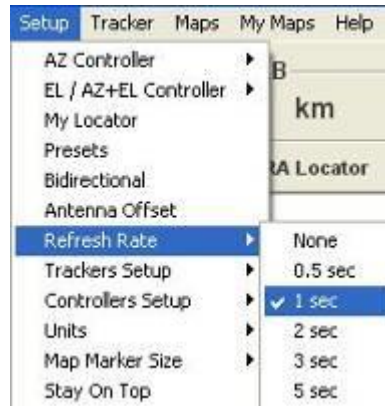 Setup Tracker Maps My Maps Help
AZ Controller
B
EL / AZ+EL Controller
km
My Locator
Presets
RA Locator
Bidirectional
Antenna Offset
Refresh Rate
None
Trackers Setup
0.5 sec
Controllers Setup
✓ 1 sec
Units
2 sec
Map Marker Size
3 sec
Stay On Top
5 sec